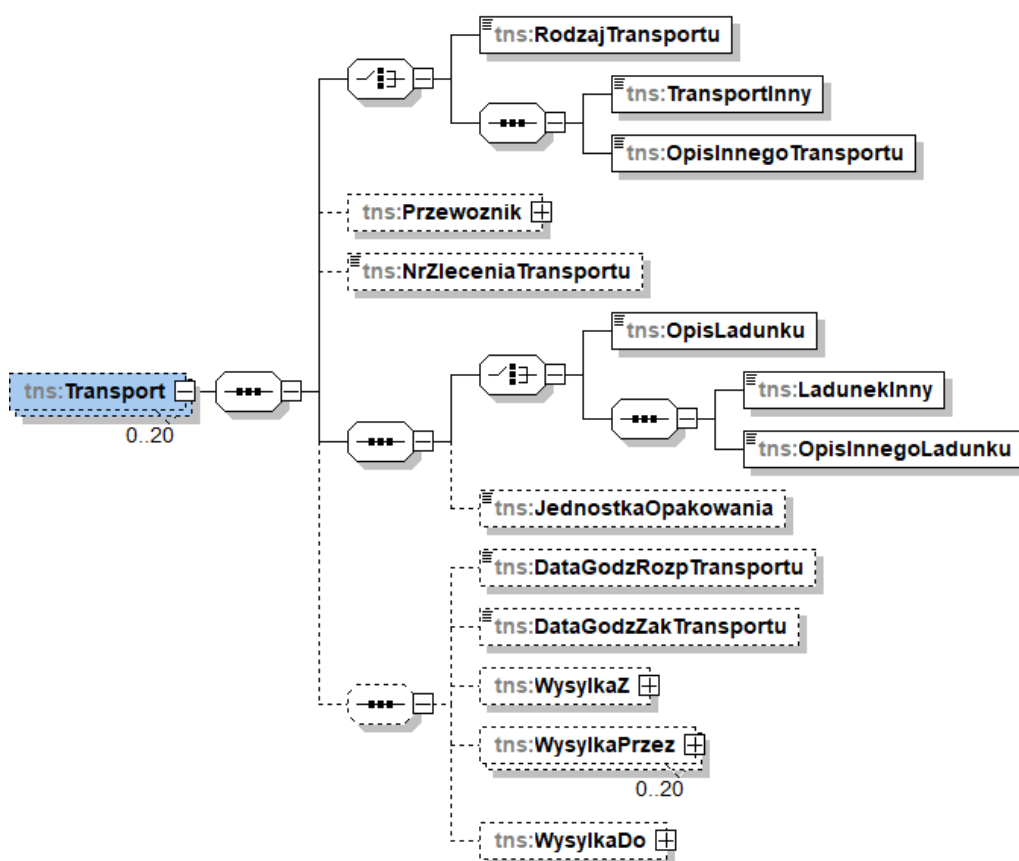 tns:RodzajTransportu
tns:TransportInny
tns:OpisInnegoTransportu
tns:Przewoznik
tns:NrZleceniaTransportu
tns:OpisLadunku
tns:Transport
0..20
tns:LadunekInny
tns:OpisInnegoLadunku
tns:JednostkaOpakowania
tns:DataGodzRozpTransportu
tns:DataGodzZakTransportu
tns:WysylkaZ
tns:WysylkaPrzez
0..20
tns:WysylkaDo